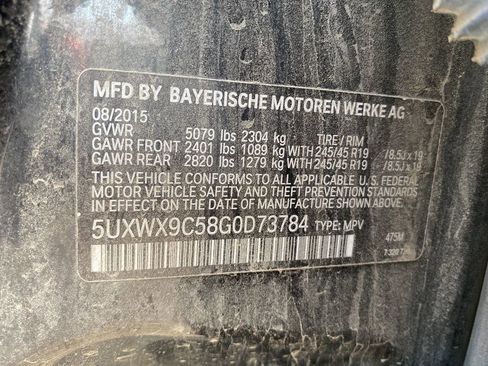 MFD BY BAYERISCHE MOTOREN WERKE AG
08/2015
GVWR 5079 lbs 2304 kg TIRE / RIM
GAWR FRONT 2401 lbs 1089 kg WITH 245/45 R19 / 8.5J x 19
GAWR REAR 2820 lbs 1279 kg WITH 245/45 R19 / 8.5J x 19
THIS VEHICLE CONFORMS TO ALL APPLICABLE U.S. FEDERAL
MOTOR VEHICLE SAFETY AND THEFT PREVENTION STANDARDS
IN EFFECT ON THE DATE OF MANUFACTURE SHOWN ABOVE.
5UXWX9C58G0D73784 TYPE: MPV
475M